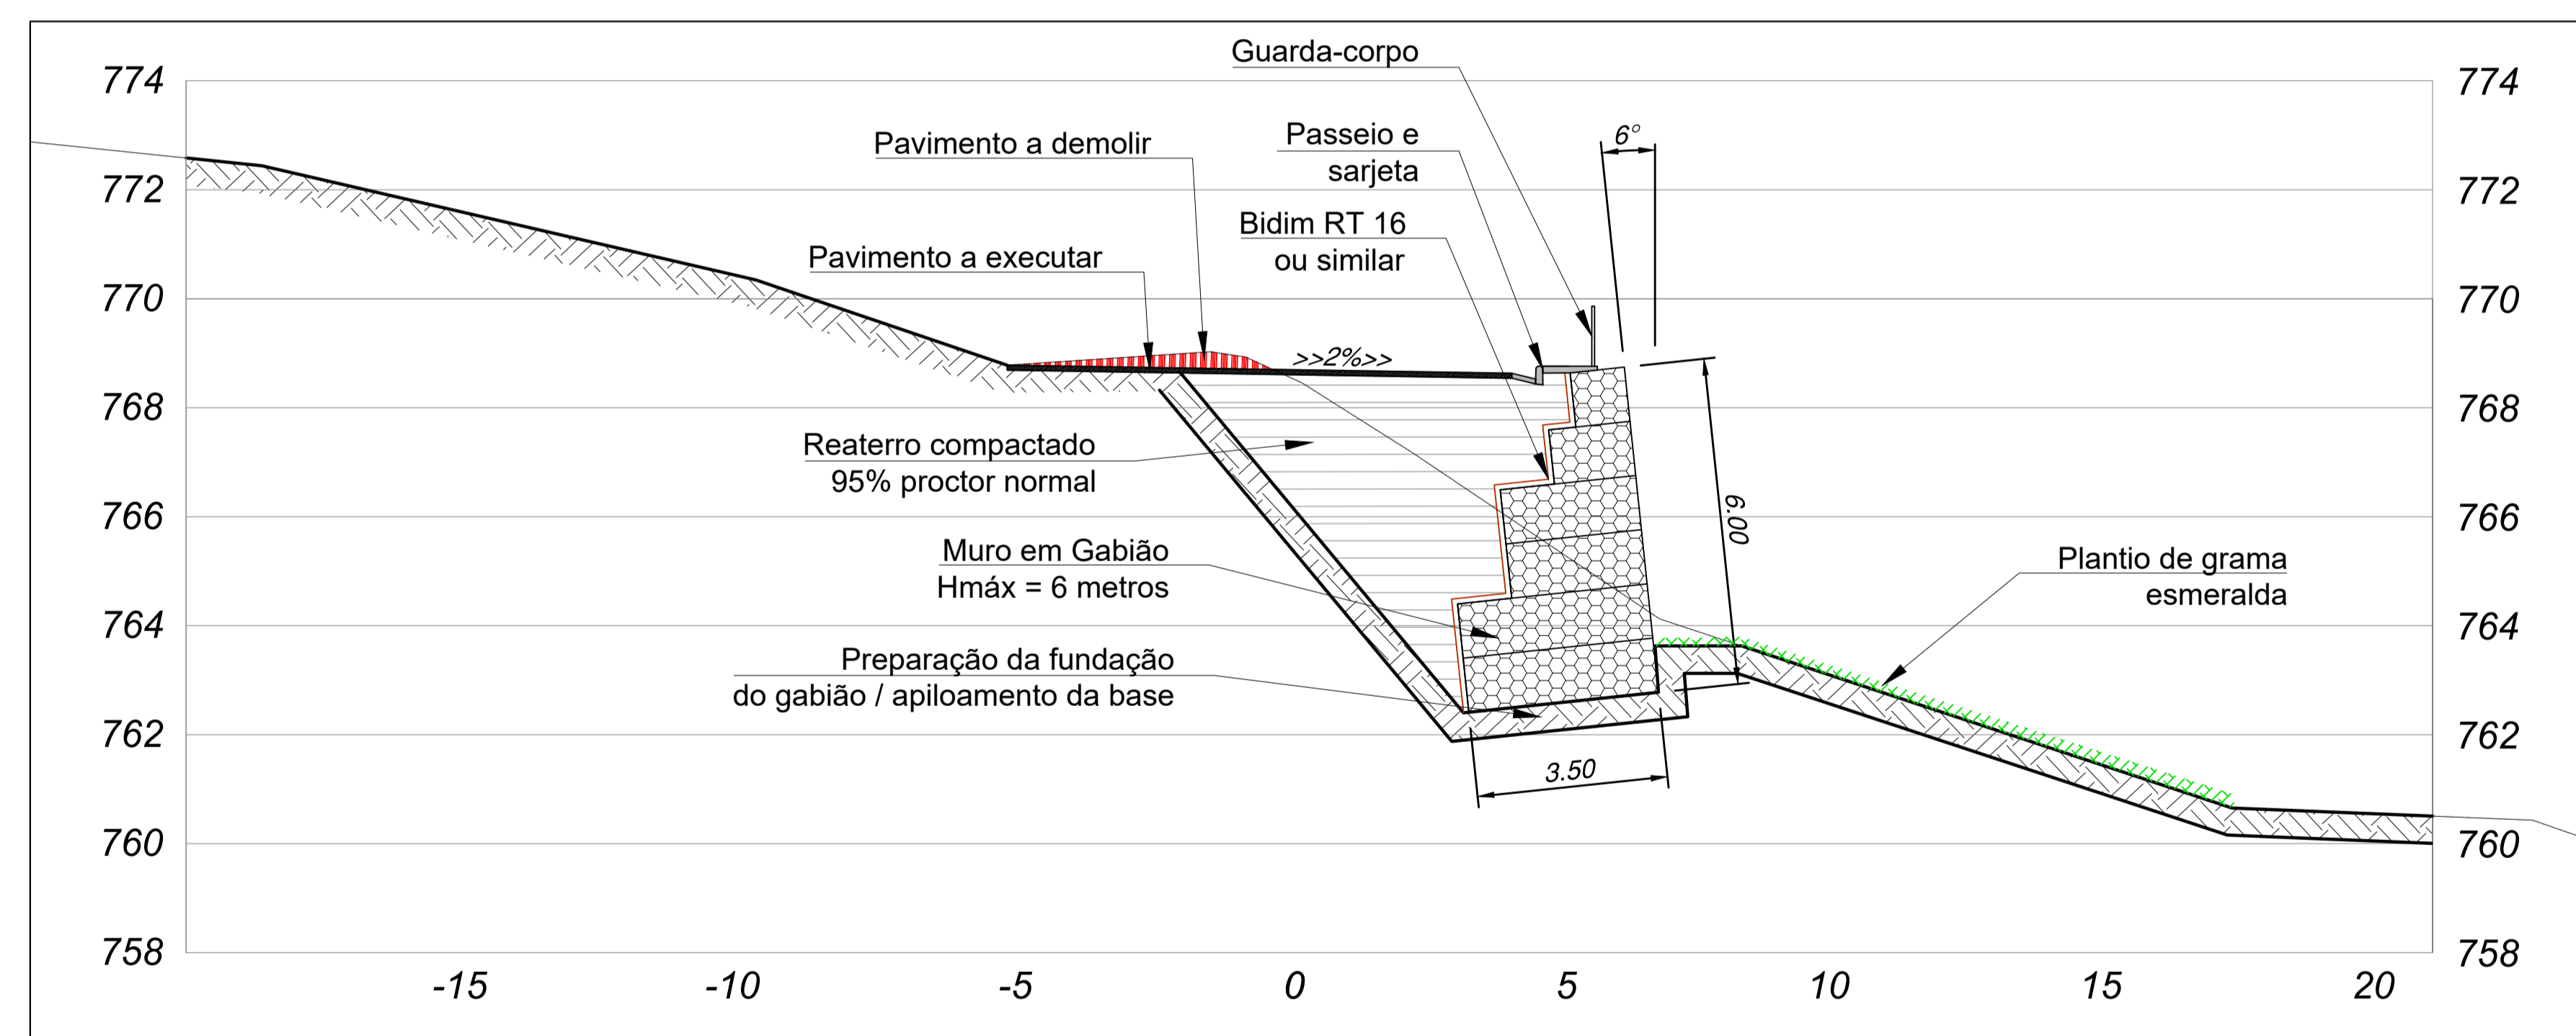 Guarda-corpo
774
774
Pavimento a demolir
Passeio e
sarjeta
6°
772
772
Bidim RT 16
ou similar
Pavimento a executar
770
770
>>2%>>
768
768
Reaterro compactado
95% proctor normal
766
766
6.00
Muro em Gabião
Hmáx = 6 metros
Plantio de grama
esmeralda
764
764
Preparação da fundação
do gabião / apiloamento da base
762
762
3.50
760
760
758
758
-15 -10 -5 0 5 10 15 20